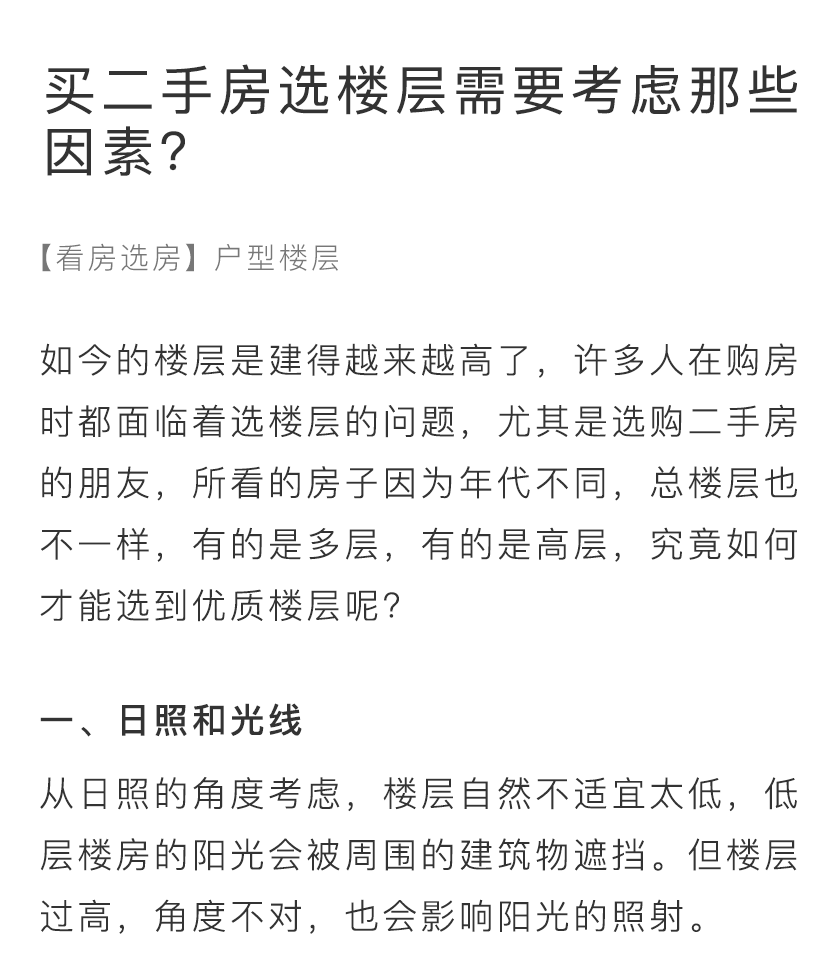 买二手房选楼层需要考虑那些
因素?
【看房选房】户型楼层
如今的楼层是建得越来越高了，许多人在购房
时都面临着选楼层的问题，尤其是选购二手房
的朋友，所看的房子因为年代不同，总楼层也
不一样，有的是多层，有的是高层，究竟如何
才能选到优质楼层呢?
一、日照和光线
从日照的角度考虑，楼层自然不适宜太低，低
层楼房的阳光会被周围的建筑物遮挡。但楼层
过高，角度不对，也会影响阳光的照射。